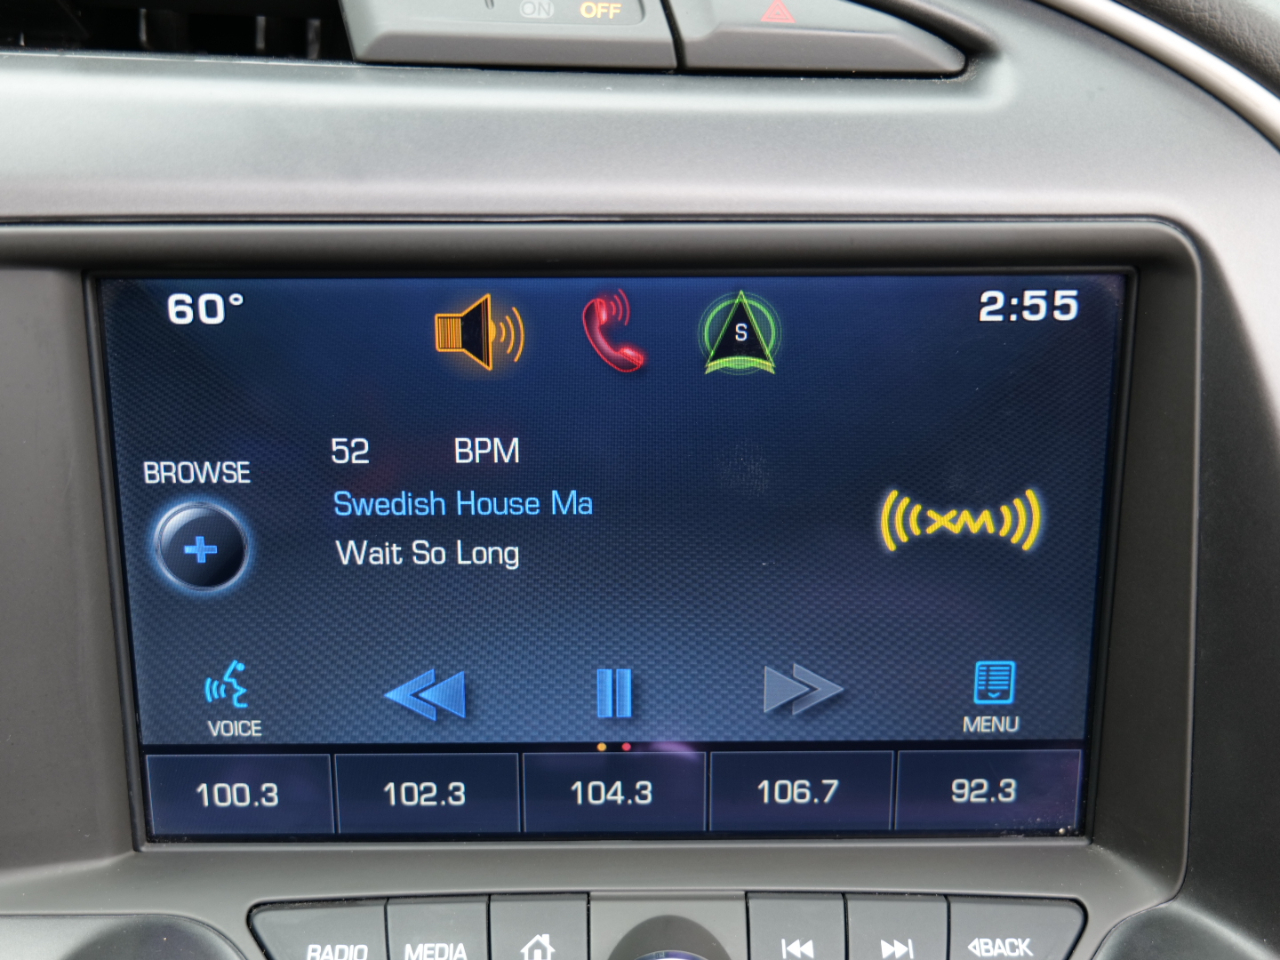 ON OFF
60° 2:55
S
52 BPM
BROWSE
Swedish House Ma
Wait So Long
XM
VOICE
MENU
100.3 102.3 104.3 106.7 92.3
RADIO MEDIA BACK